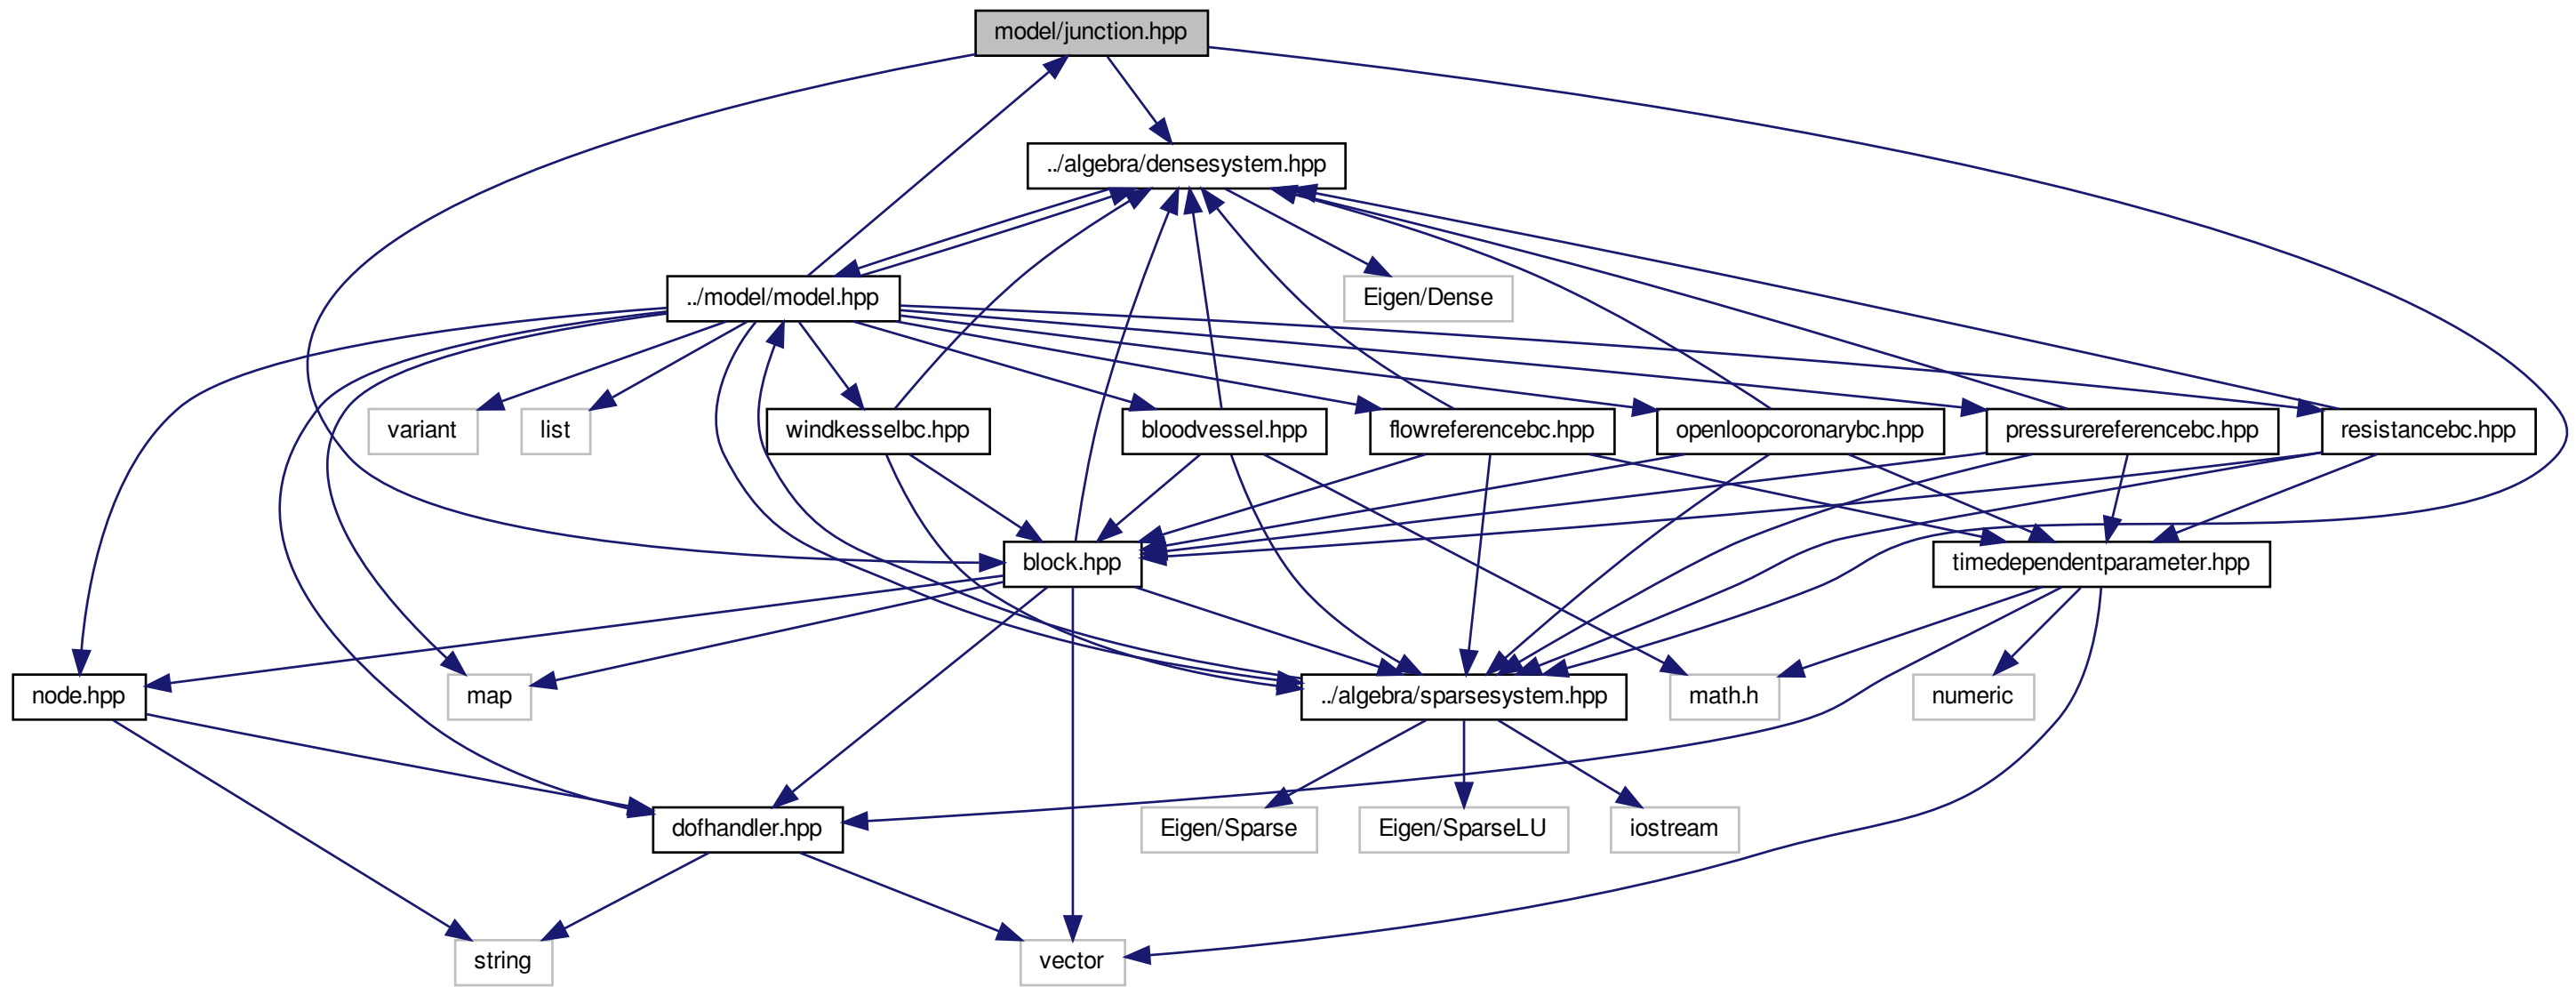 model/junction.hpp
../algebra/densesystem.hpp
../model/model.hpp
Eigen/Dense
variant
list
windkesselbc.hpp
bloodvessel.hpp
flowreferencebc.hpp
openloopcoronarybc.hpp
pressurereferencebc.hpp
resistancebc.hpp
block.hpp
timedependentparameter.hpp
node.hpp
map
../algebra/sparsesystem.hpp
math.h
numeric
dofhandler.hpp
Eigen/Sparse
Eigen/SparseLU
iostream
string
vector